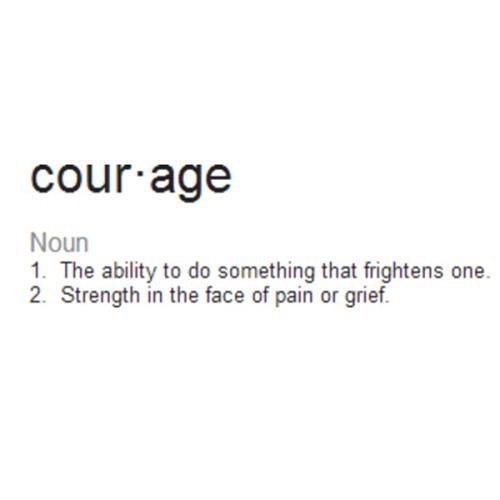 cour·age
Noun
1. The ability to do something that frightens one.
2. Strength in the face of pain or grief.